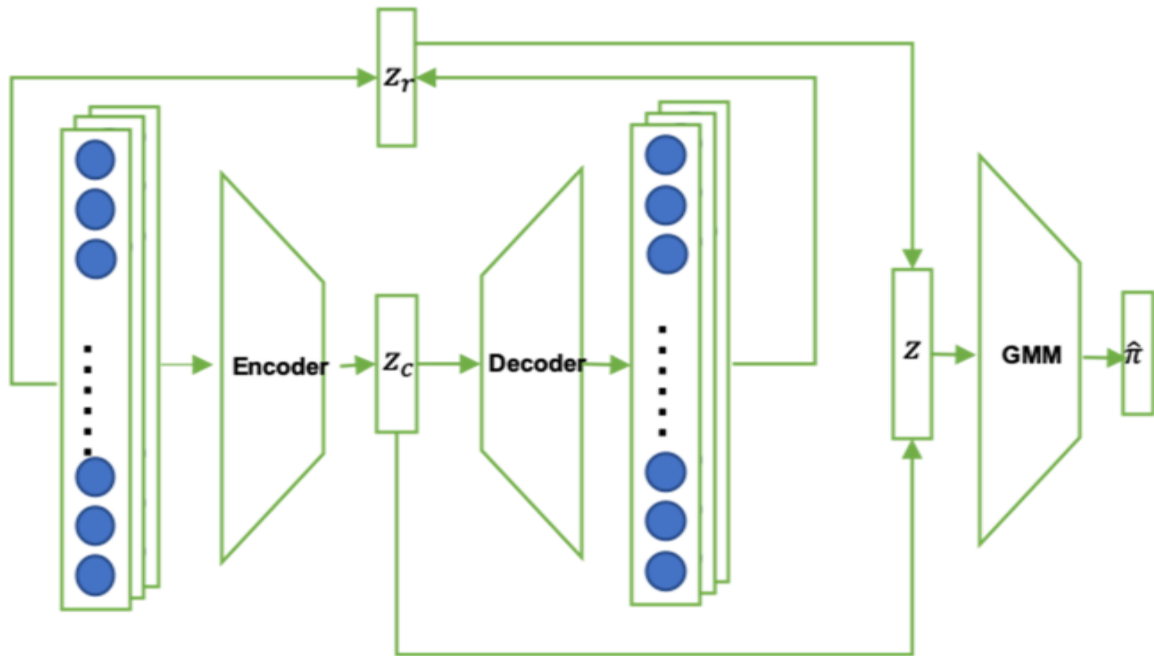 z_r
Encoder
z_c
Decoder
z
GMM
π̂